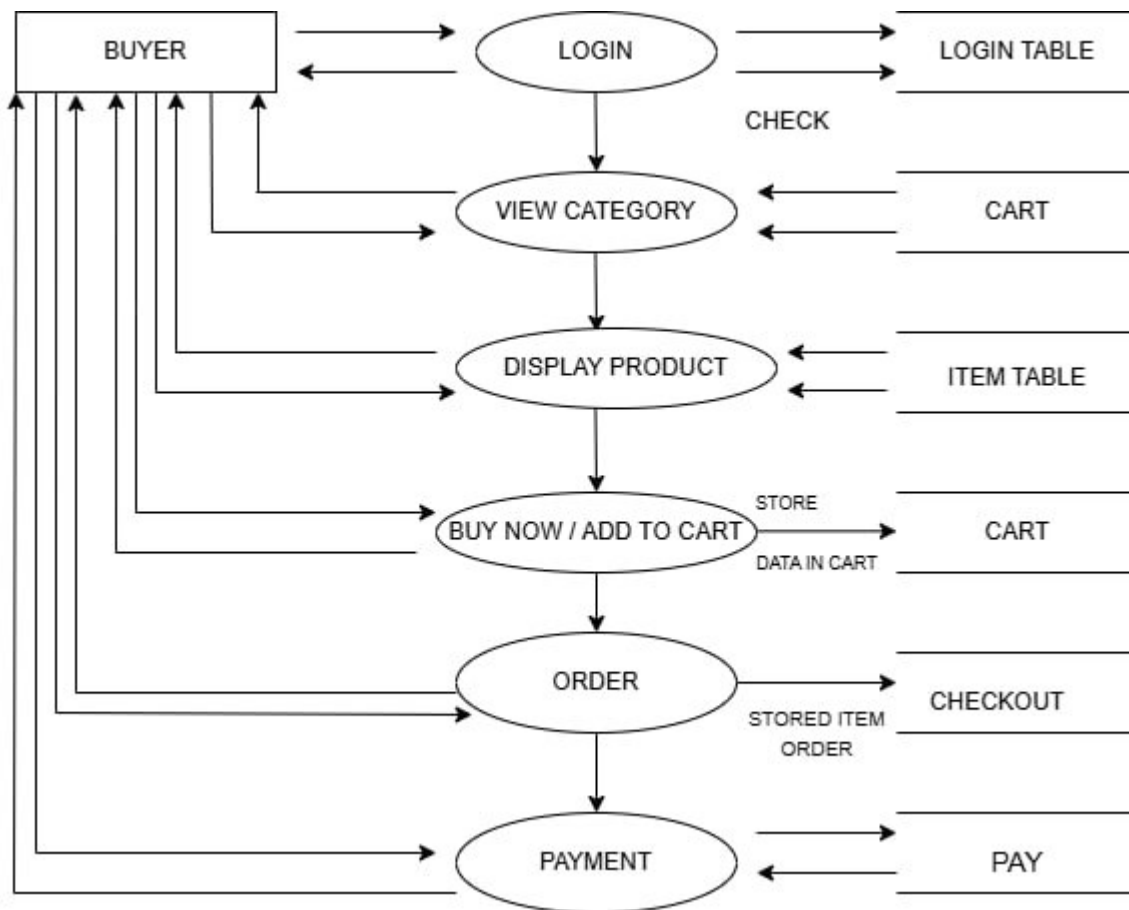 BUYER
LOGIN
LOGIN TABLE
CHECK
VIEW CATEGORY
CART
DISPLAY PRODUCT
ITEM TABLE
BUY NOW / ADD TO CART
STORE
DATA IN CART
CART
ORDER
STORED ITEM
ORDER
CHECKOUT
PAYMENT
PAY